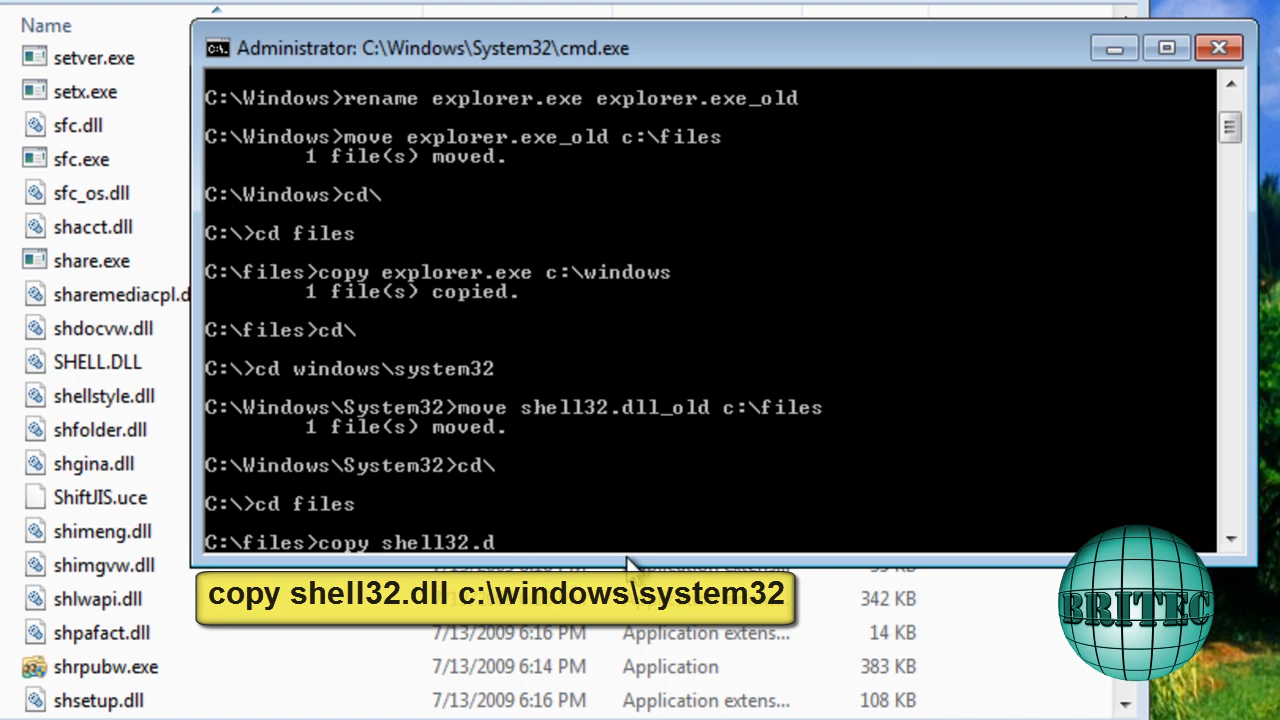 Name
setver.exe
setx.exe
sfc.dll
sfc.exe
sfc_os.dll
shacct.dll
share.exe
sharemediacpl.d
shdocvw.dll
SHELL.DLL
shellstyle.dll
shfolder.dll
shgina.dll
ShiftJIS.uce
shimeng.dll
shimgvw.dll
shlwapi.dll
342 KB
shpafact.dll 7/13/2009 6:16 PM Application extens... 14 KB
shrpubw.exe 7/13/2009 6:14 PM Application 383 KB
shsetup.dll 7/13/2009 6:16 PM Application extens... 108 KB
Administrator: C:\Windows\System32\cmd.exe
C:\Windows>rename explorer.exe explorer.exe_old
C:\Windows>move explorer.exe_old c:\files
1 file(s) moved.
C:\Windows>cd\
C:\>cd files
C:\files>copy explorer.exe c:\windows
1 file(s) copied.
C:\files>cd\
C:\>cd windows\system32
C:\Windows\System32>move shell32.dll_old c:\files
1 file(s) moved.
C:\Windows\System32>cd\
C:\>cd files
C:\files>copy shell32.d
copy shell32.dll c:\windows\system32
BRITEC